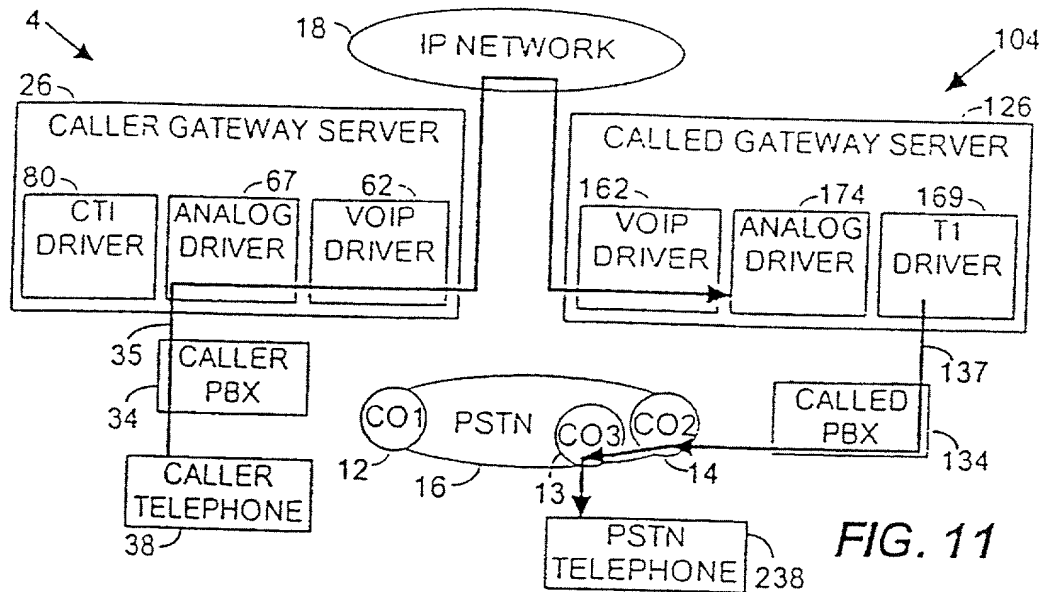 4
18
IP NETWORK
104
26
CALLER GATEWAY SERVER
126
CALLED GATEWAY SERVER
80
CTI
DRIVER
67
ANALOG
DRIVER
62
VOIP
DRIVER
162
VOIP
DRIVER
174
ANALOG
DRIVER
169
T1
DRIVER
35
CALLER
PBX
34
137
CALLED
PBX
134
CO1
PSTN
CO3
CO2
12
16
13
14
CALLER
TELEPHONE
38
PSTN
TELEPHONE
238
FIG. 11